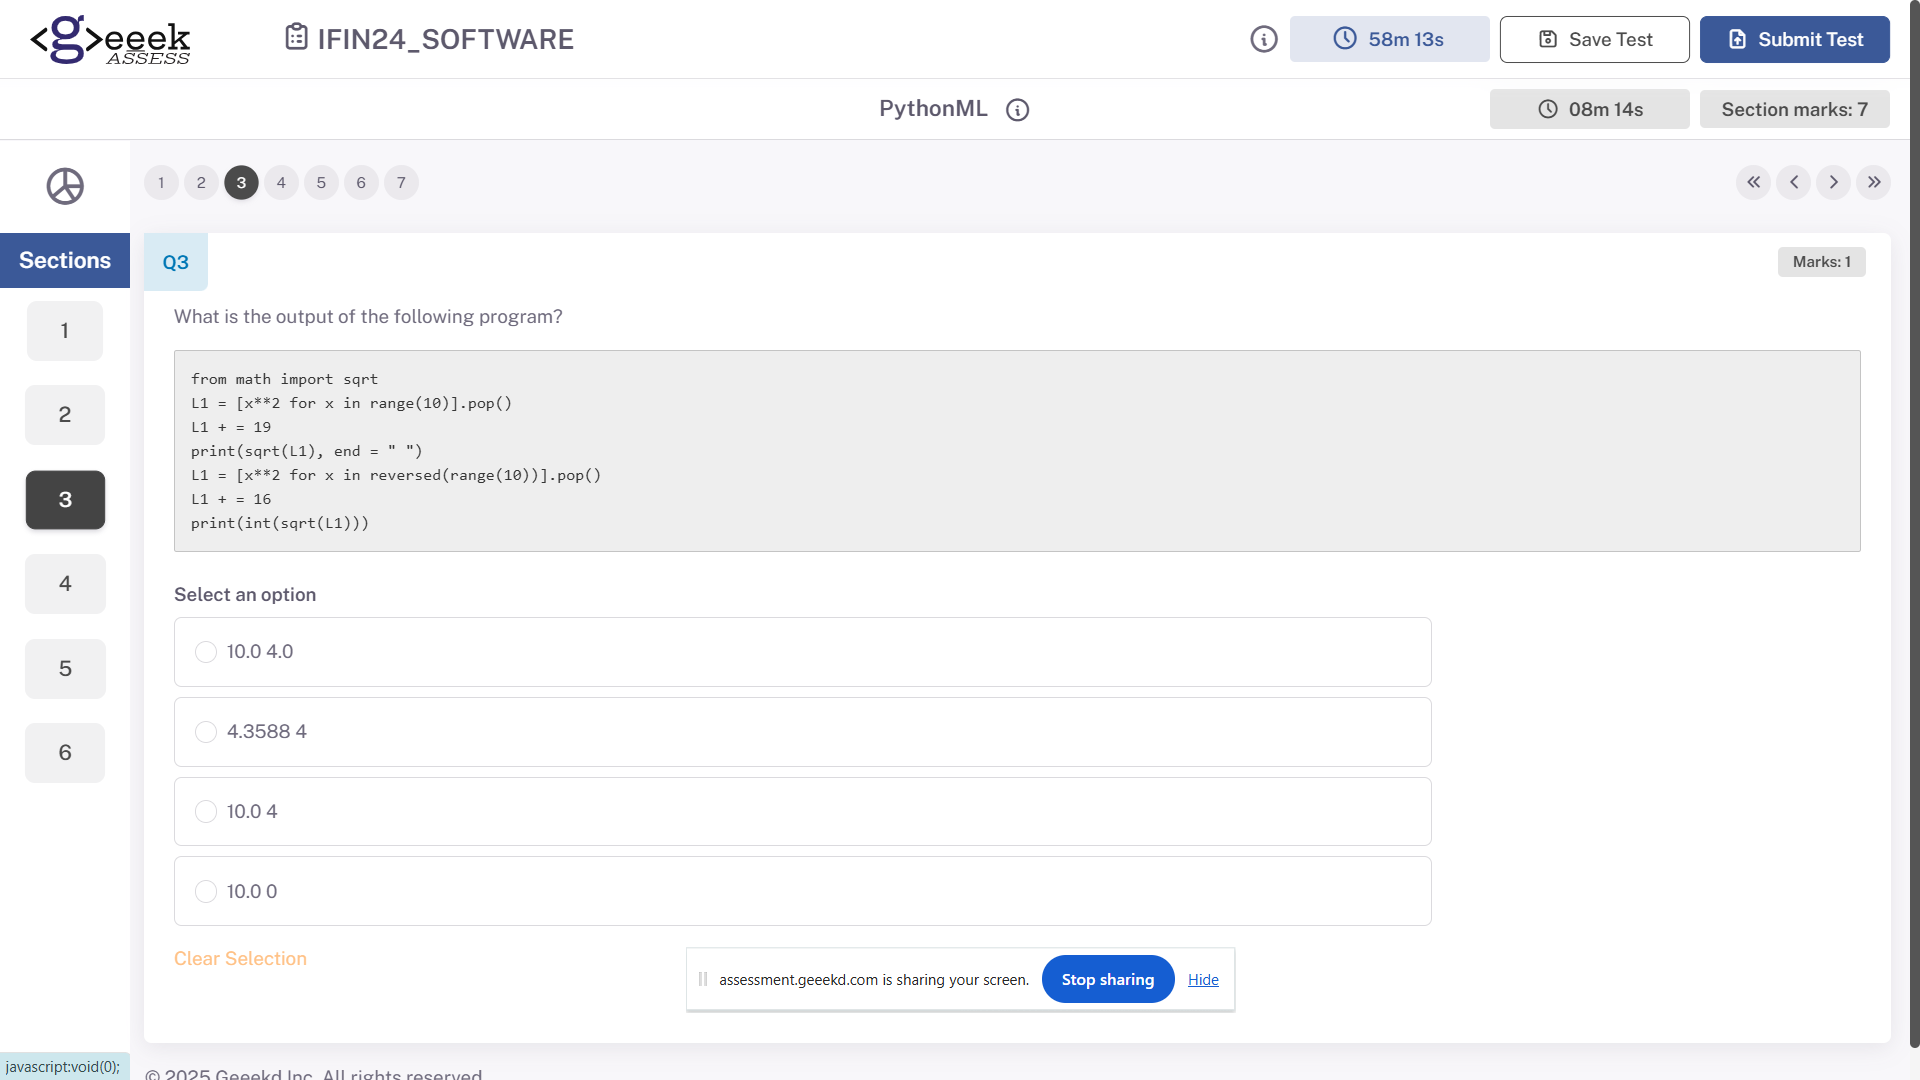 <g>eeek
ASSESS
IFIN24_SOFTWARE
58m 13s
Save Test
Submit Test
PythonML
08m 14s
Section marks: 7
1 2 3 4 5 6 7
Sections
1
2
3
4
5
6
Q3
Marks: 1
What is the output of the following program?
from math import sqrt
L1 = [x**2 for x in range(10)].pop()
L1 + = 19
print(sqrt(L1), end = " ")
L1 = [x**2 for x in reversed(range(10))].pop()
L1 + = 16
print(int(sqrt(L1)))
Select an option
10.0 4.0
4.3588 4
10.0 4
10.0 0
Clear Selection
assessment.geeekd.com is sharing your screen.
Stop sharing
Hide
javascript:void(0);
© 2025 Geeekd Inc. All rights reserved